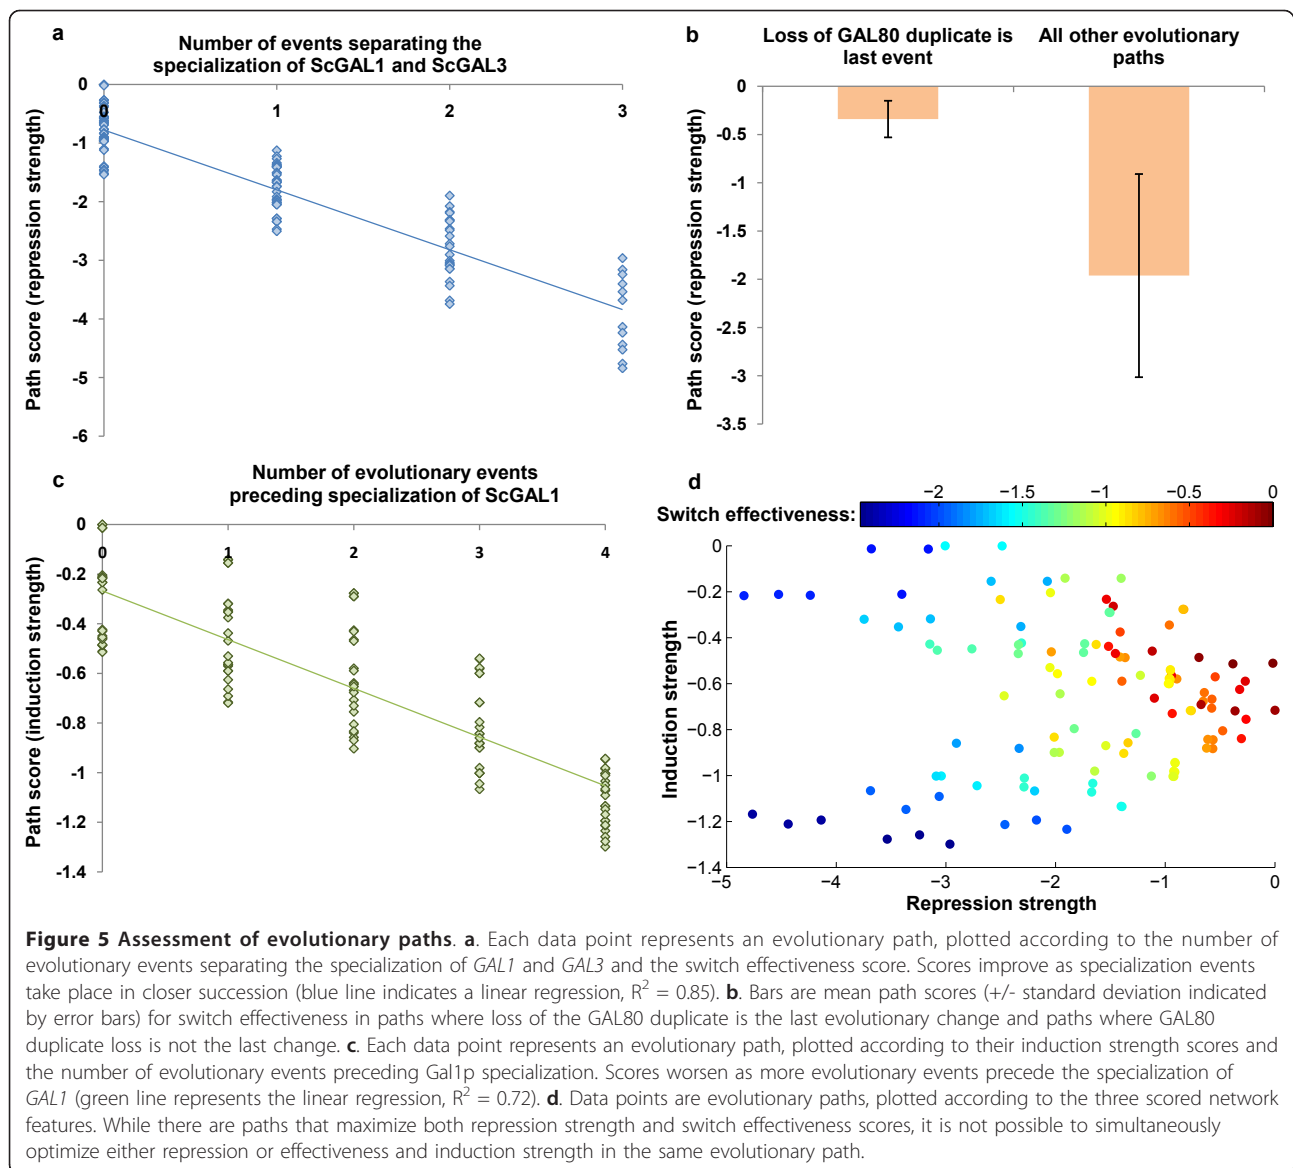 a
Number of events separating the
specialization of ScGAL1 and ScGAL3
0
0
1
2
3
-1
-2
-3
-4
-5
-6
Path score (repression strength)
b
Loss of GAL80 duplicate is
last event
All other evolutionary
paths
0
-0.5
-1
-1.5
-2
-2.5
-3
-3.5
Path score (repression strength)
c
Number of evolutionary events
preceding specialization of ScGAL1
0
0
1
2
3
4
-0.2
-0.4
-0.6
-0.8
-1
-1.2
-1.4
Path score (induction strength)
d
−2
−1.5
−1
−0.5
0
Switch effectiveness:
0
−0.2
−0.4
−0.6
−0.8
−1
−1.2
−1.4
Induction strength
−5
−4
−3
−2
−1
0
Repression strength
Figure 5 Assessment of evolutionary paths. a. Each data point represents an evolutionary path, plotted according to the number of
evolutionary events separating the specialization of GAL1 and GAL3 and the switch effectiveness score. Scores improve as specialization events
take place in closer succession (blue line indicates a linear regression, R² = 0.85). b. Bars are mean path scores (+/- standard deviation indicated
by error bars) for switch effectiveness in paths where loss of the GAL80 duplicate is the last evolutionary change and paths where GAL80
duplicate loss is not the last change. c. Each data point represents an evolutionary path, plotted according to their induction strength scores and
the number of evolutionary events preceding Gal1p specialization. Scores worsen as more evolutionary events precede the specialization of
GAL1 (green line represents the linear regression, R² = 0.72). d. Data points are evolutionary paths, plotted according to the three scored network
features. While there are paths that maximize both repression strength and switch effectiveness scores, it is not possible to simultaneously
optimize either repression or effectiveness and induction strength in the same evolutionary path.